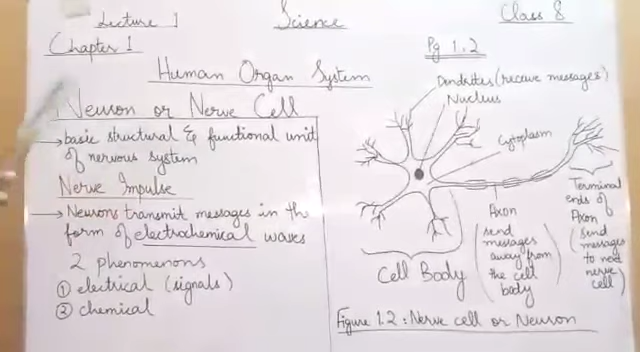 Lecture 1 Science Class 8
Chapter 1 Pg 1.2
Human Organ System
Neuron or Nerve Cell
→ basic structural & functional unit
of nervous system
Nerve Impulse
→ Neurons transmit messages in the
form of electrochemical waves
2 phenomenons
① electrical (signals)
② chemical
Dendrites (receive messages)
Nucleus
Cytoplasm
Cell Body
Axon
(send
messages
away from
the cell
body)
Terminal
ends of
Axon
(send
messages
to next
nerve
cell)
Figure 1.2 : Nerve cell or Neuron